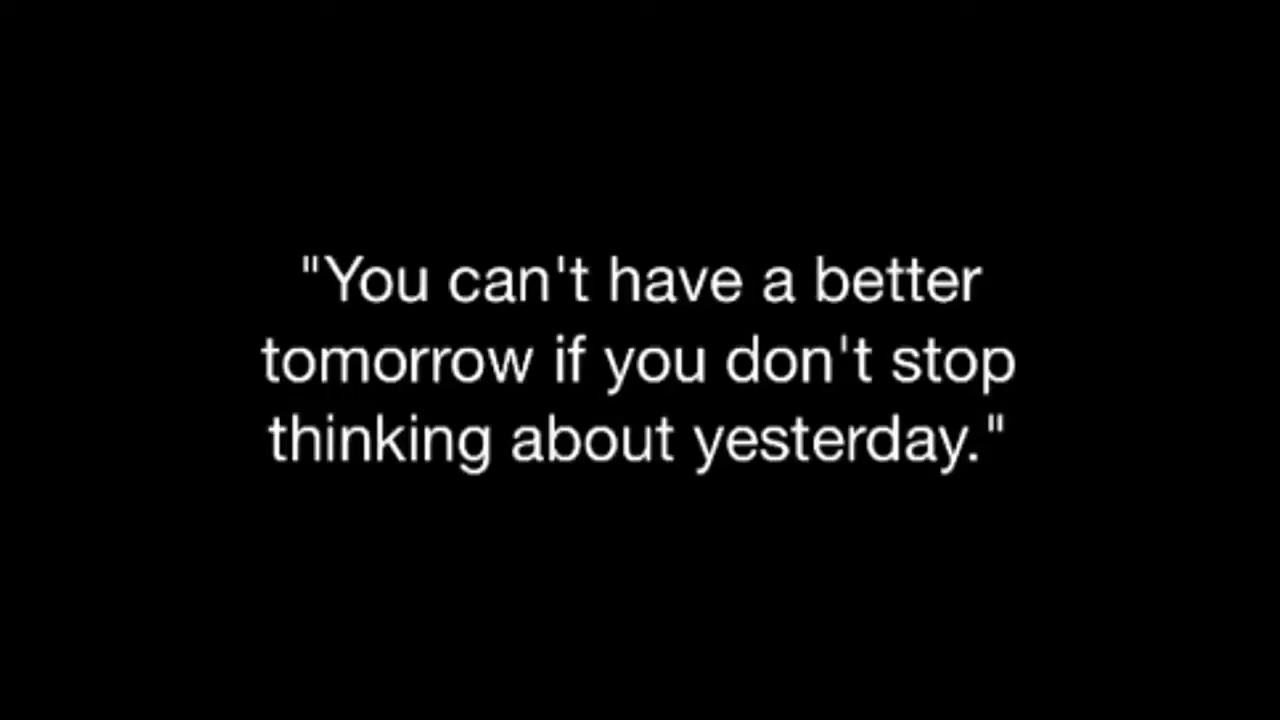 "You can't have a better
tomorrow if you don't stop
thinking about yesterday."